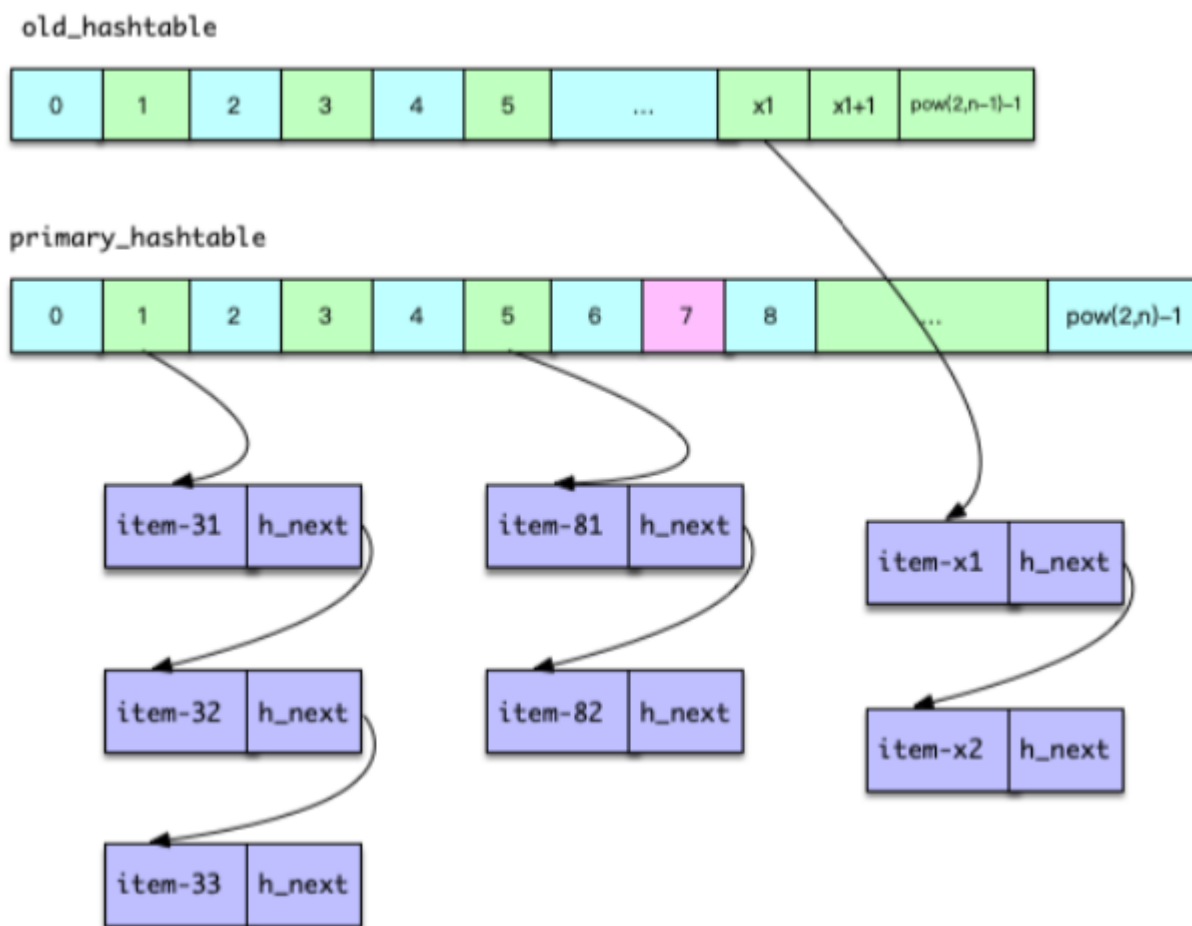 old_hashtable
0 1 2 3 4 5 ... x1 x1+1 pow(2,n-1)-1
primary_hashtable
0 1 2 3 4 5 6 7 8 ... pow(2,n)-1
item-31 h_next item-81 h_next
item-x1 h_next
item-32 h_next item-82 h_next
item-x2 h_next
item-33 h_next